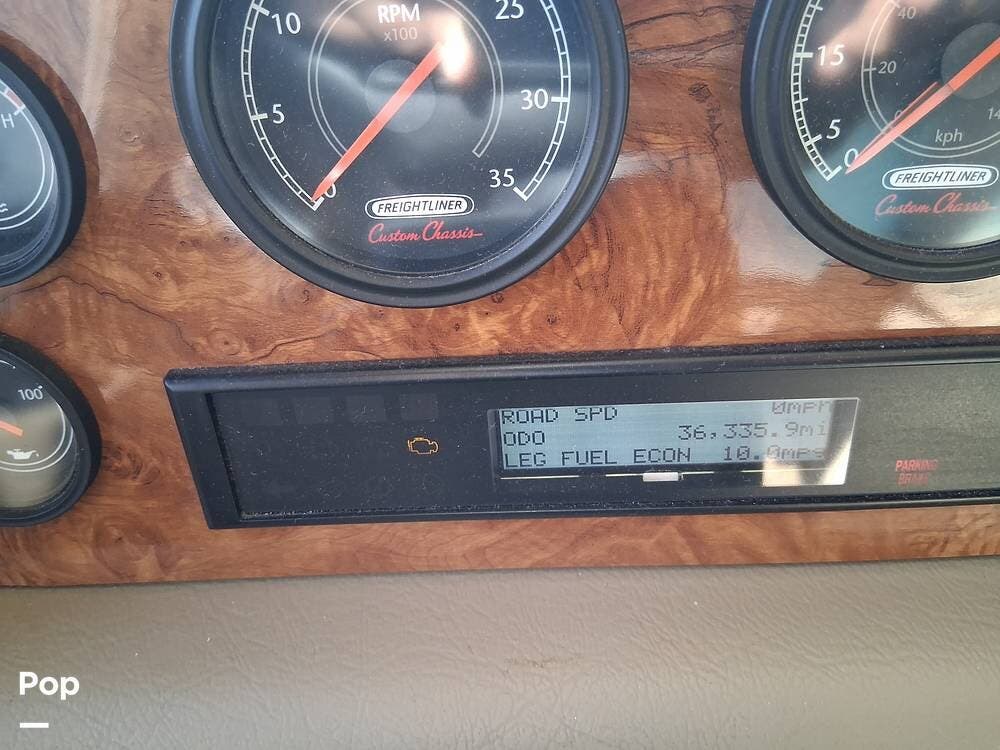 10
RPM
x100
25
5
30
0
35
FREIGHTLINER
Custom Chassis
H
40
15
20
5
0
kph
FREIGHTLINER
Custom Chassis
100°
ROAD SPD 0mph
ODO 36,335.9mi
LEG FUEL ECON 10.0mpg
PARKING
BRAKE
Pop